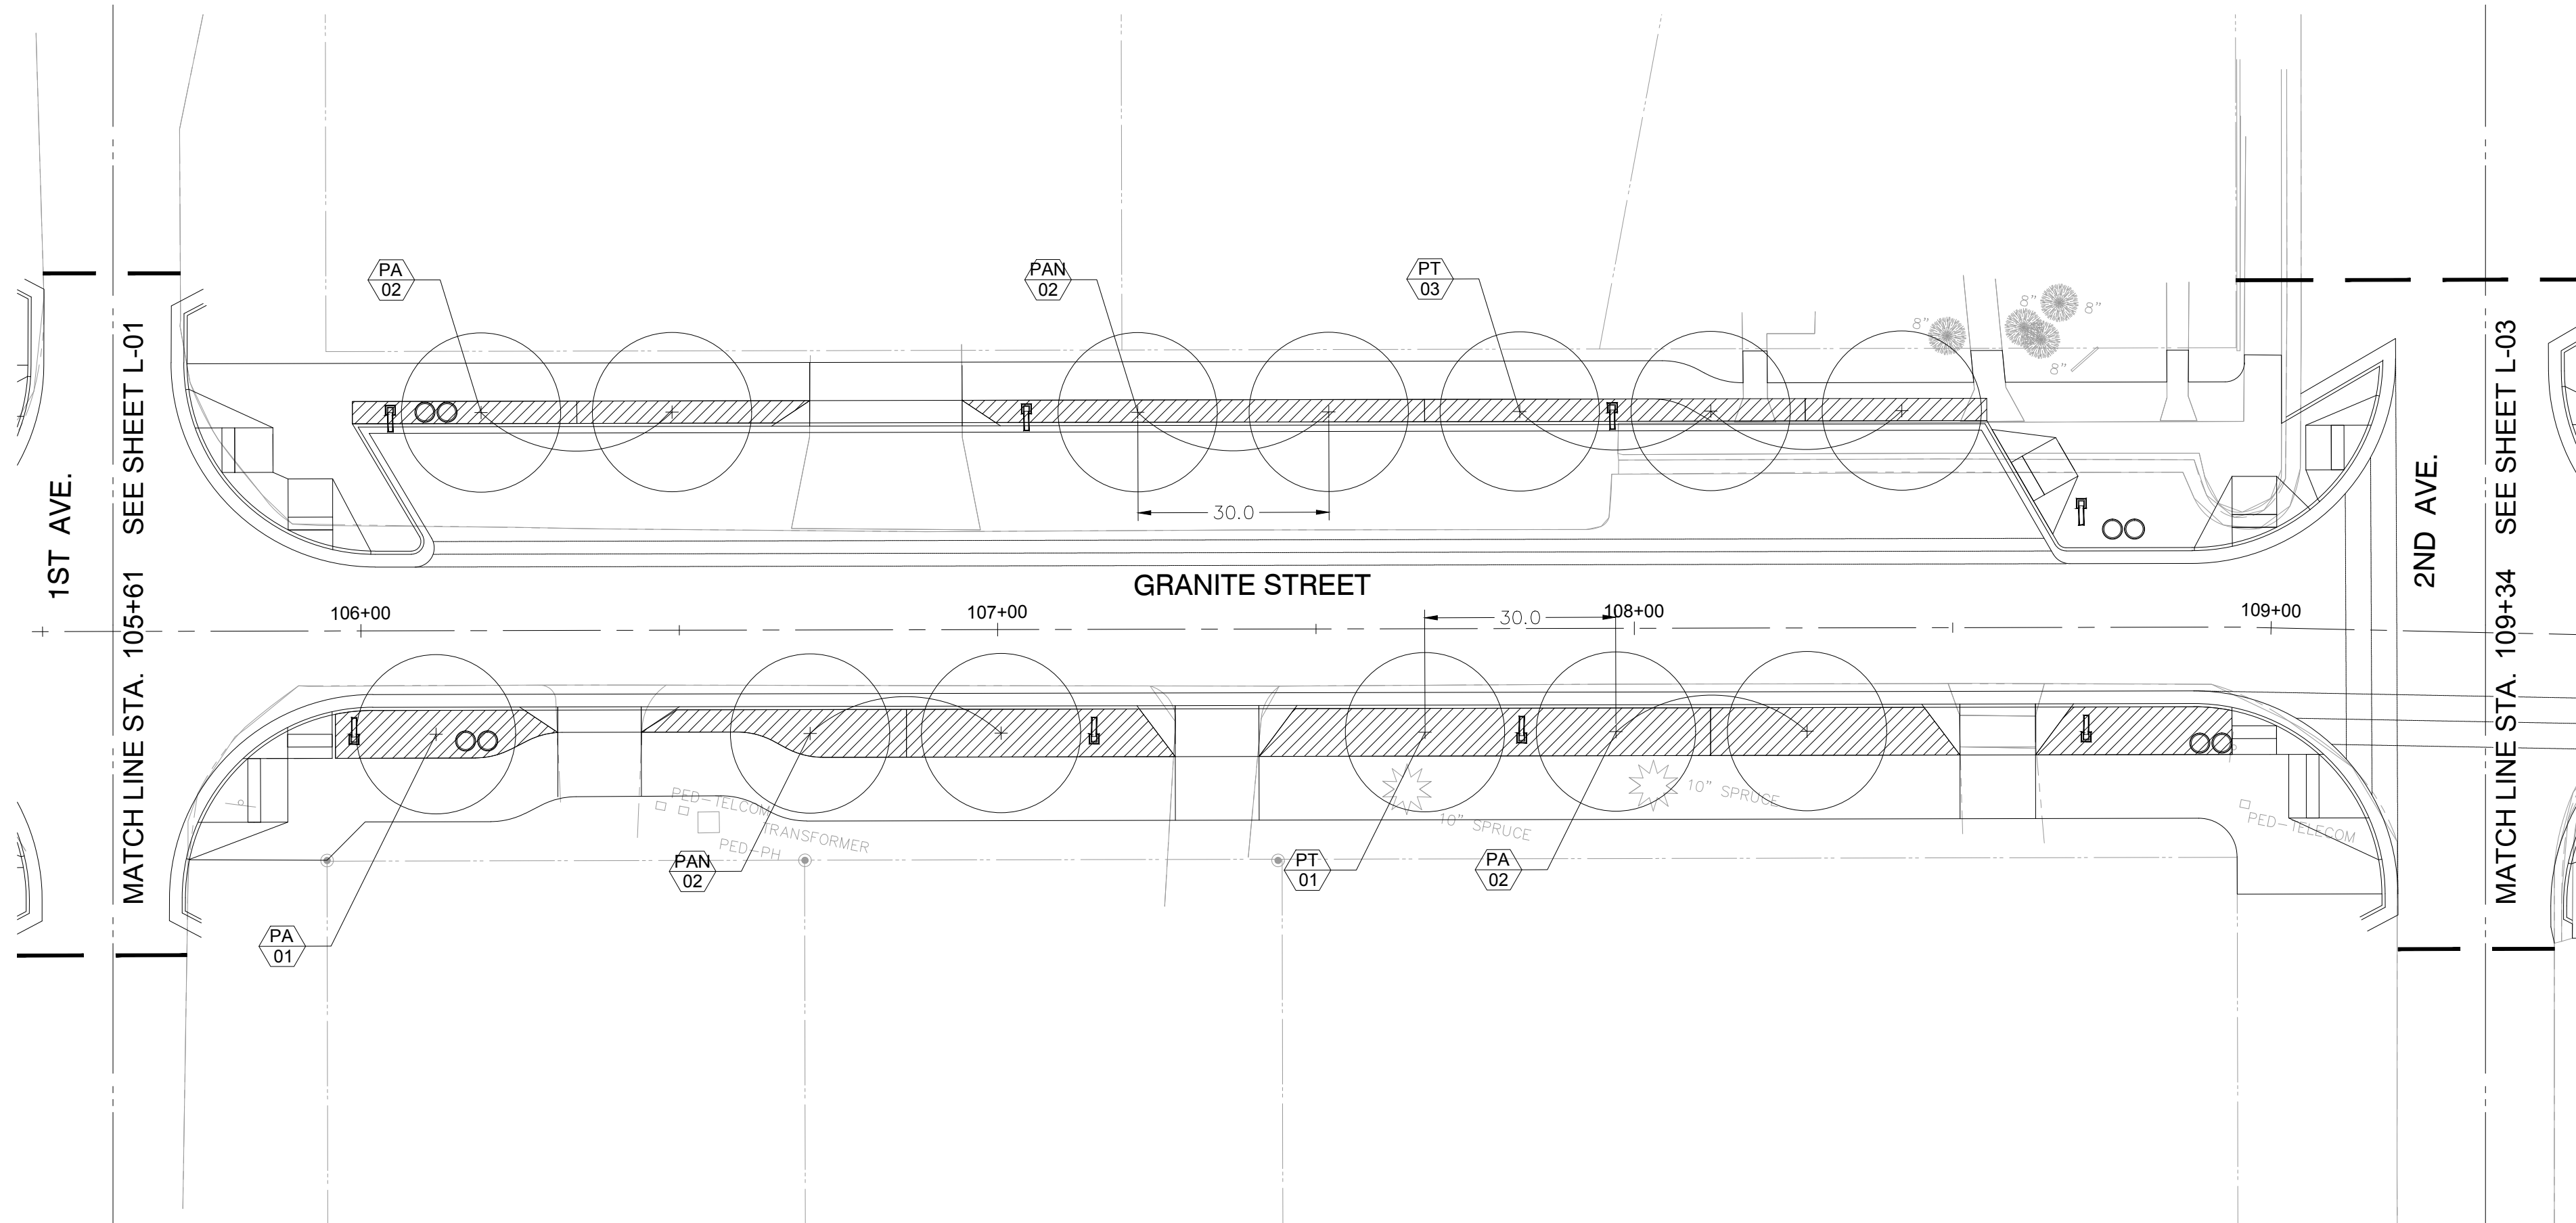 1ST AVE.
MATCH LINE STA. 105+61 SEE SHEET L-01
PA
02
PAN
02
PT
03
8"
8"
8"
8"
30.0
GRANITE STREET
106+00
107+00
30.0
108+00
109+00
2ND AVE.
MATCH LINE STA. 109+34 SEE SHEET L-03
PED-TELCOM
TRANSFORMER
PED-PH
10" SPRUCE
10" SPRUCE
PED-TELECOM
PAN
02
PT
01
PA
02
PA
01